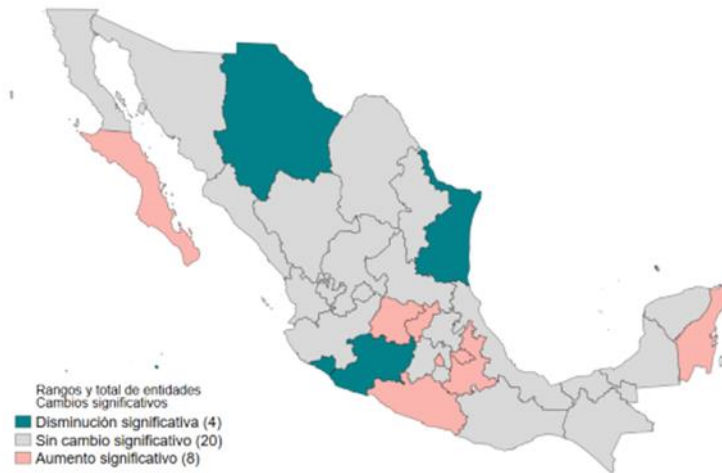 Rangos y total de entidades
Cambios significativos
Disminución significativa (4)
Sin cambio significativo (20)
Aumento significativo (8)